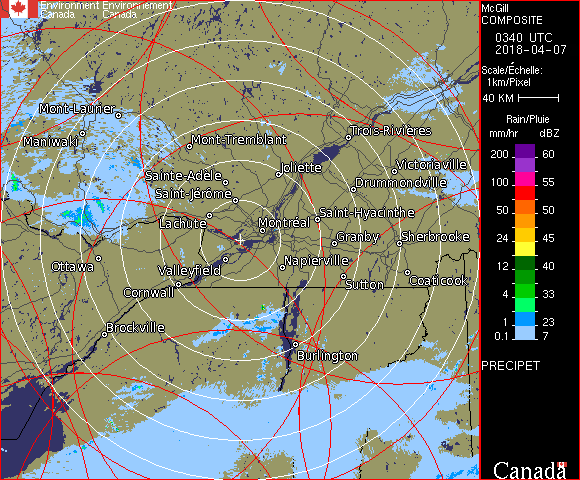 Environment Environnement
Canada Canada
McGill
COMPOSITE
0340 UTC
2018-04-07
Scale/Échelle:
1km/Pixel
40 KM
Rain/Pluie
mm/hr dBZ
200 60
150 57
100 55
50 50
24 45
12 40
4 33
1 23
0.1 7
PRECIPET
Canada
Mont-Laurier
Maniwaki
Mont-Tremblant
Trois-Rivières
Sainte-Adèle
Joliette
Victoriaville
Saint-Jérôme
Drummondville
Lachute
Montréal
Saint-Hyacinthe
Granby
Sherbrooke
Ottawa
Valleyfield
Napierville
Cornwall
Sutton
Coaticook
Brockville
Burlington